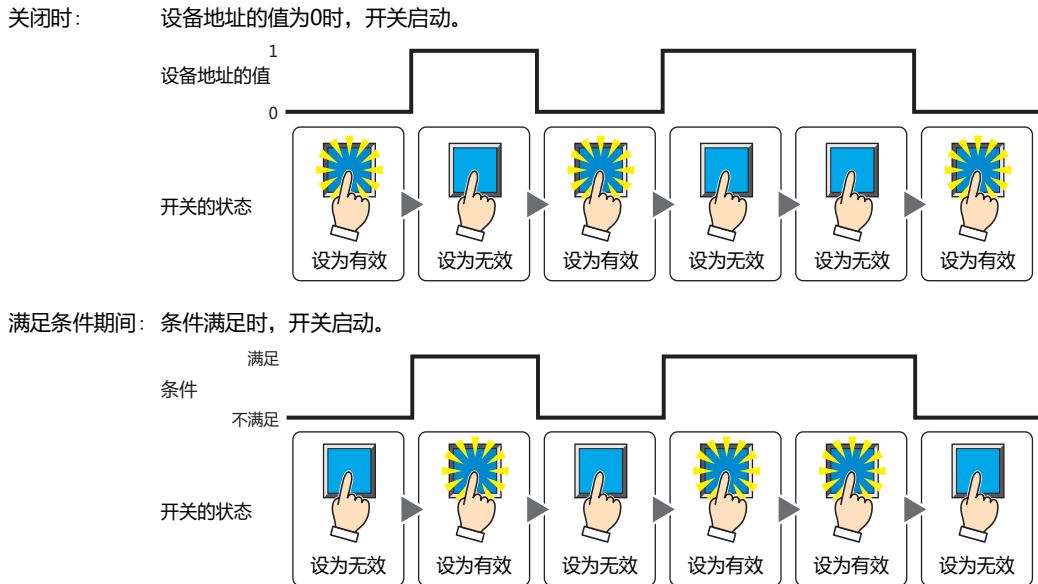 关闭时： 设备地址的值为0时，开关启动。
1
设备地址的值
0
开关的状态
设为有效 设为无效 设为有效 设为无效 设为无效 设为有效
满足条件期间： 条件满足时，开关启动。
满足
条件
不满足
开关的状态
设为无效 设为有效 设为无效 设为有效 设为有效 设为无效